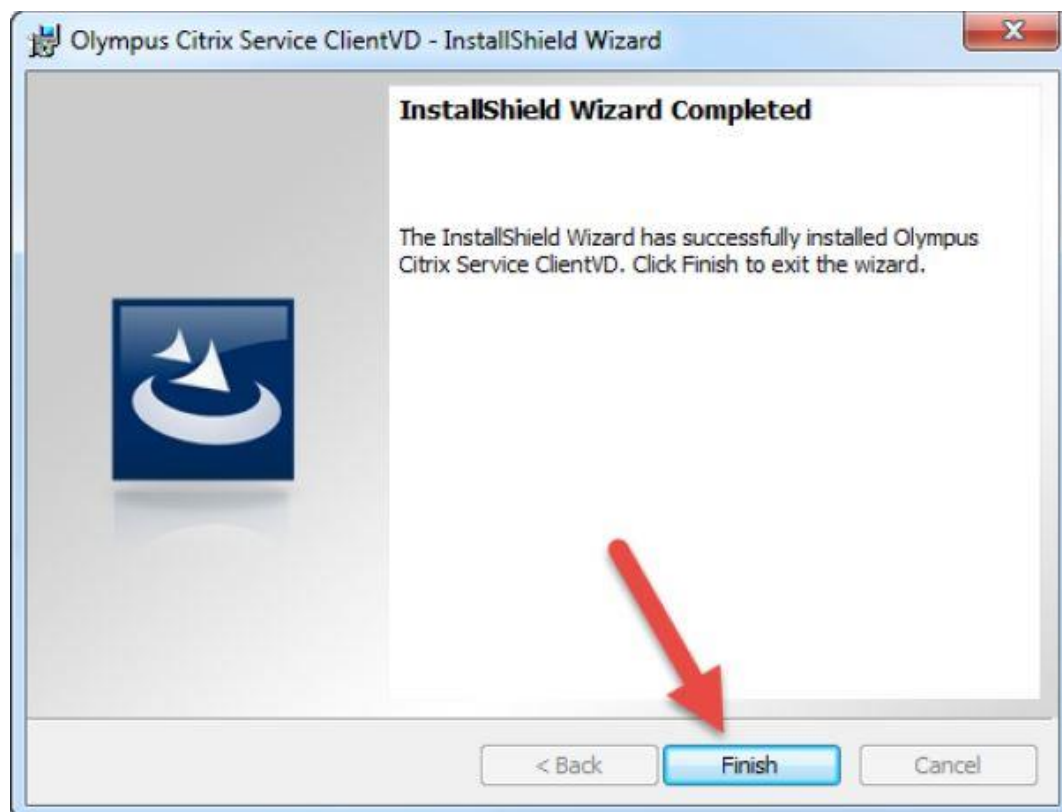 Olympus Citrix Service ClientVD - InstallShield Wizard
InstallShield Wizard Completed
The InstallShield Wizard has successfully installed Olympus
Citrix Service ClientVD. Click Finish to exit the wizard.
< Back
Finish
Cancel